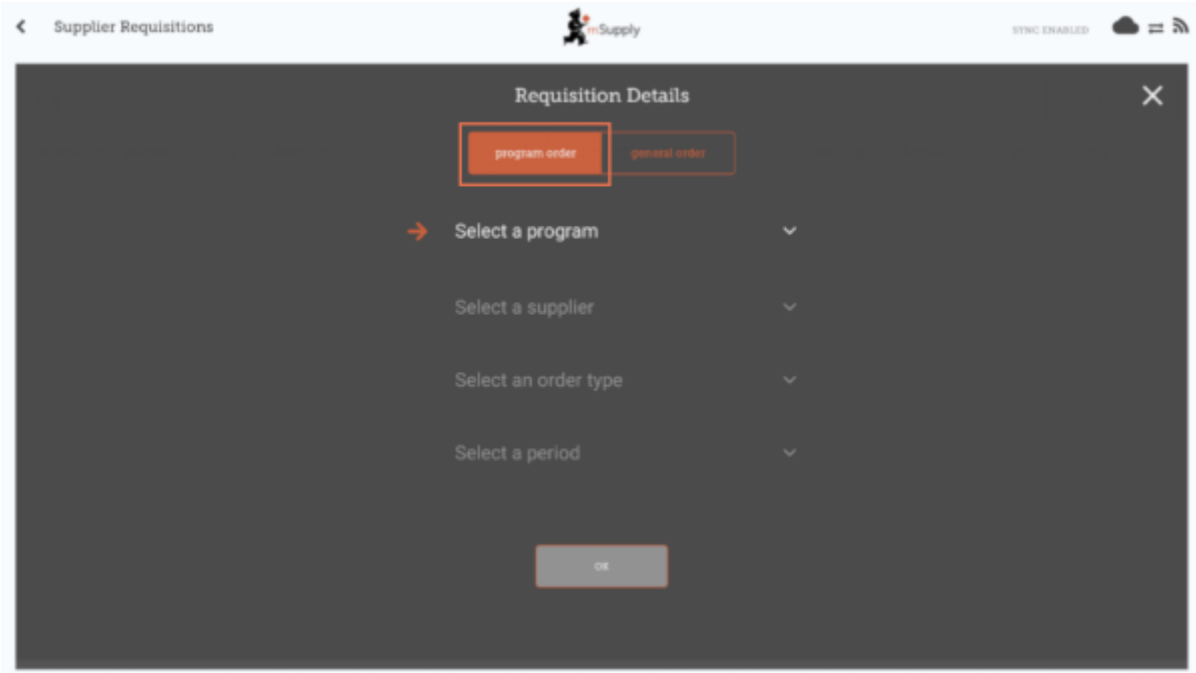 Supplier Requisitions
mSupply
SYNC ENABLED
Requisition Details
program order
general order
Select a program
Select a supplier
Select an order type
Select a period
OK